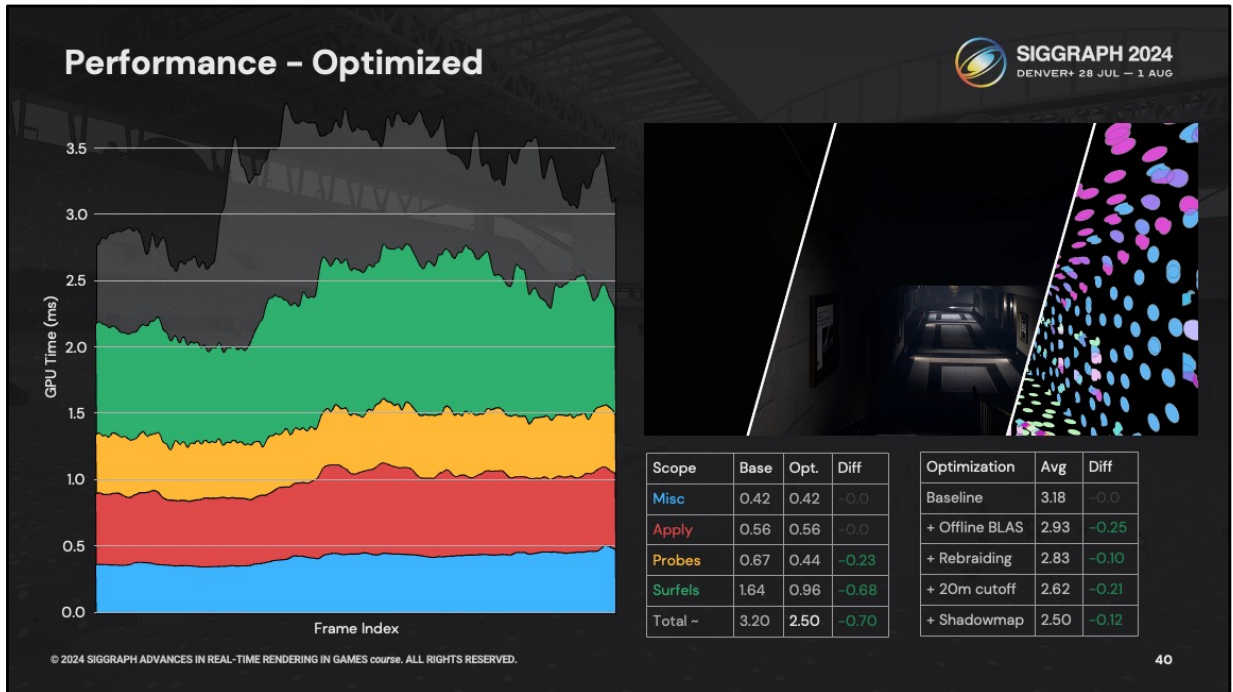 Performance – Optimized
SIGGRAPH 2024
DENVER+ 28 JUL — 1 AUG
GPU Time (ms)
3.5
3.0
2.5
2.0
1.5
1.0
0.5
0.0
Frame Index
Scope Base Opt. Diff
Misc 0.42 0.42 -0.0
Apply 0.56 0.56 -0.0
Probes 0.67 0.44 -0.23
Surfels 1.64 0.96 -0.68
Total ~ 3.20 2.50 -0.70
Optimization Avg Diff
Baseline 3.18 -0.0
+ Offline BLAS 2.93 -0.25
+ Rebraiding 2.83 -0.10
+ 20m cutoff 2.62 -0.21
+ Shadowmap 2.50 -0.12
© 2024 SIGGRAPH ADVANCES IN REAL-TIME RENDERING IN GAMES course. ALL RIGHTS RESERVED.
40